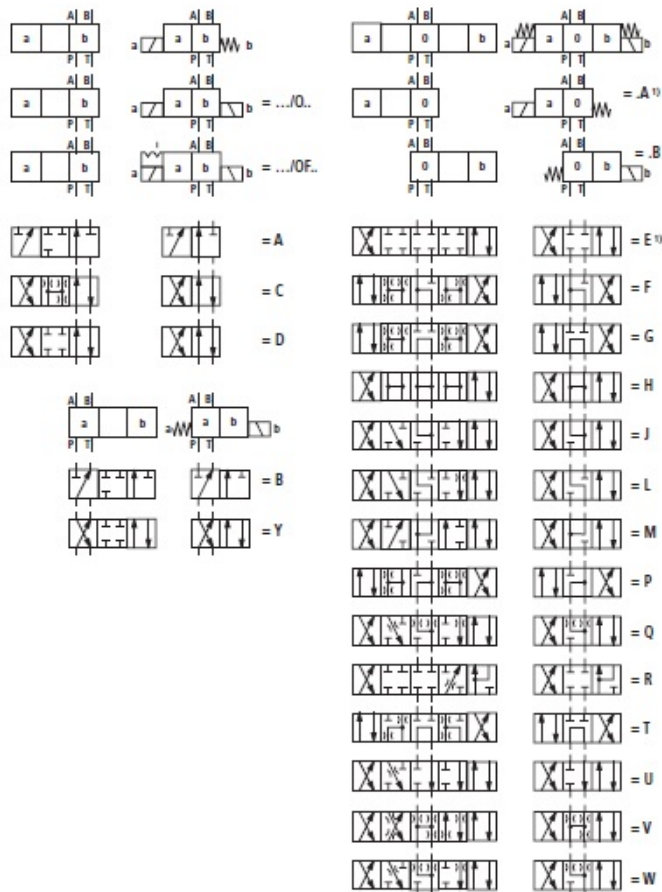 A B A B A B A B
a b a a b b a 0 b a a 0 b b
P T P T P T P T
A B A B A B A B
a b a a b b = .../O.. a 0 a a 0 = .A 1)
P T P T P T P T
A B A B A B A B = .B
a b a a b b = .../OF.. 0 b 0 b b
P T P T P T P T
= A = E 1)
= C = F
= D = G
= H
A B A B
a b a a b b = J
P T P T
= B = L
= Y = M
= P
= Q
= R
= T
= U
= V
= W